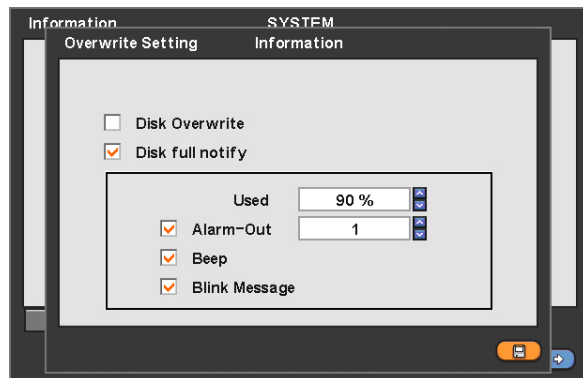 Information SYSTEM
Overwrite Setting Information
Disk Overwrite
Disk full notify
Used 90 %
Alarm-Out 1
Beep
Blink Message